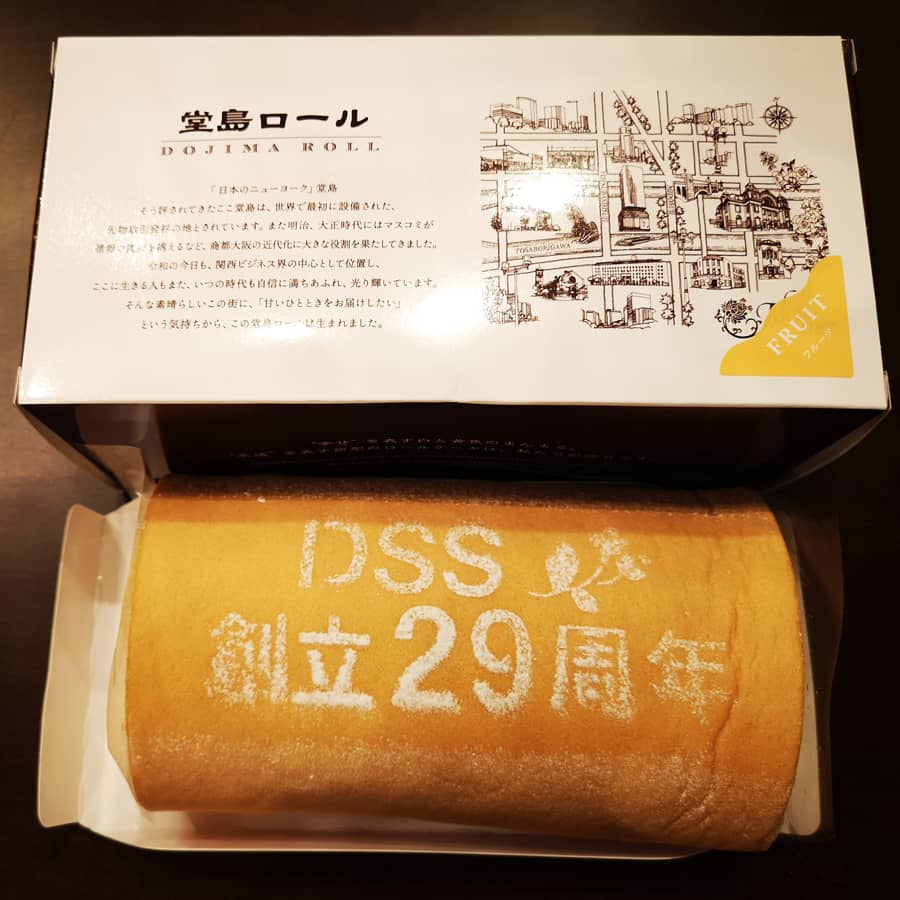 堂島ロール
DOJIMA ROLL
「日本のニューヨーク」堂島
そう評されてきたここ堂島は、世界で最初に設備された、
先物取引発祥の地とされています。また明治、大正時代にはマスコミが
を構えるなど、商都大阪の近代化に大きな役割を果たしてきました。
令和の今日も、関西ビジネス界の中心として位置し、
ここに生きる人もまた、いつの時代も自信に満ちあふれ、光り輝いています。
そんな素晴らしいこの街に、「甘いひとときをお届けしたい」
という気持ちから、この堂島ロールは生まれました。
TOSABORIGAWA
FRUIT
フルーツ
DSS
創立29周年